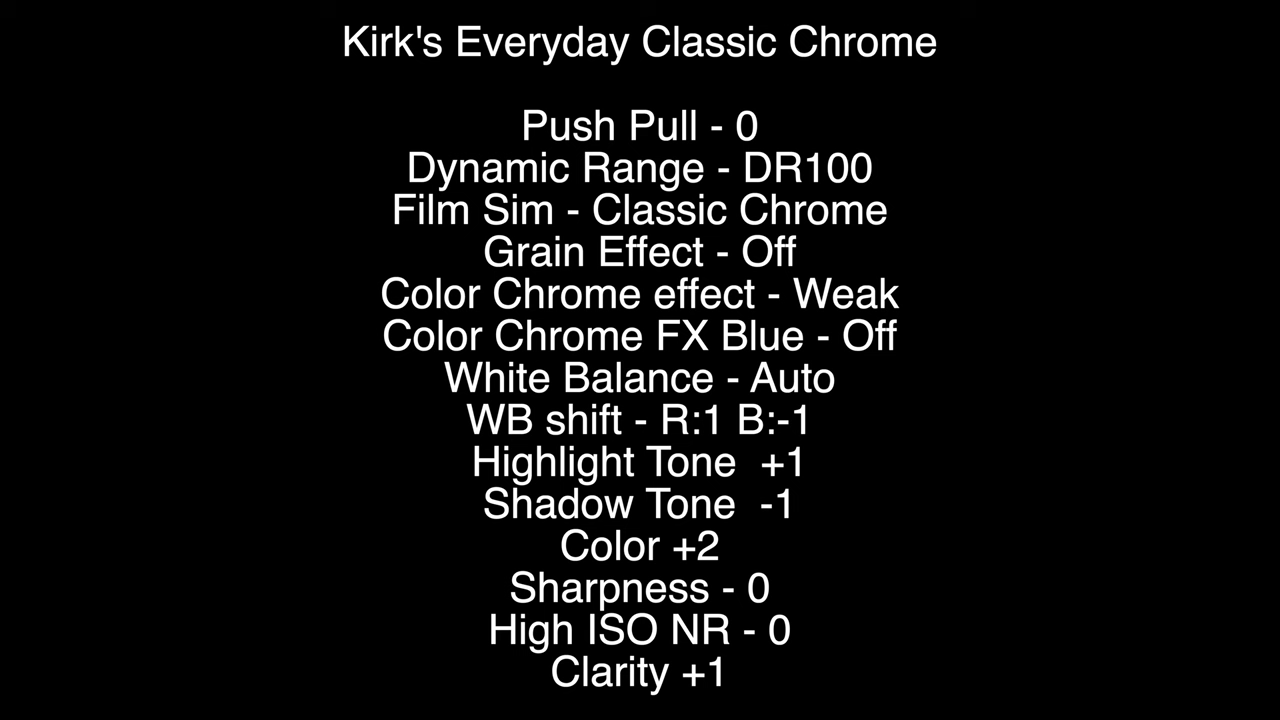 Kirk's Everyday Classic Chrome
Push Pull - 0
Dynamic Range - DR100
Film Sim - Classic Chrome
Grain Effect - Off
Color Chrome effect - Weak
Color Chrome FX Blue - Off
White Balance - Auto
WB shift - R:1 B:-1
Highlight Tone  +1
Shadow Tone  -1
Color +2
Sharpness - 0
High ISO NR - 0
Clarity +1